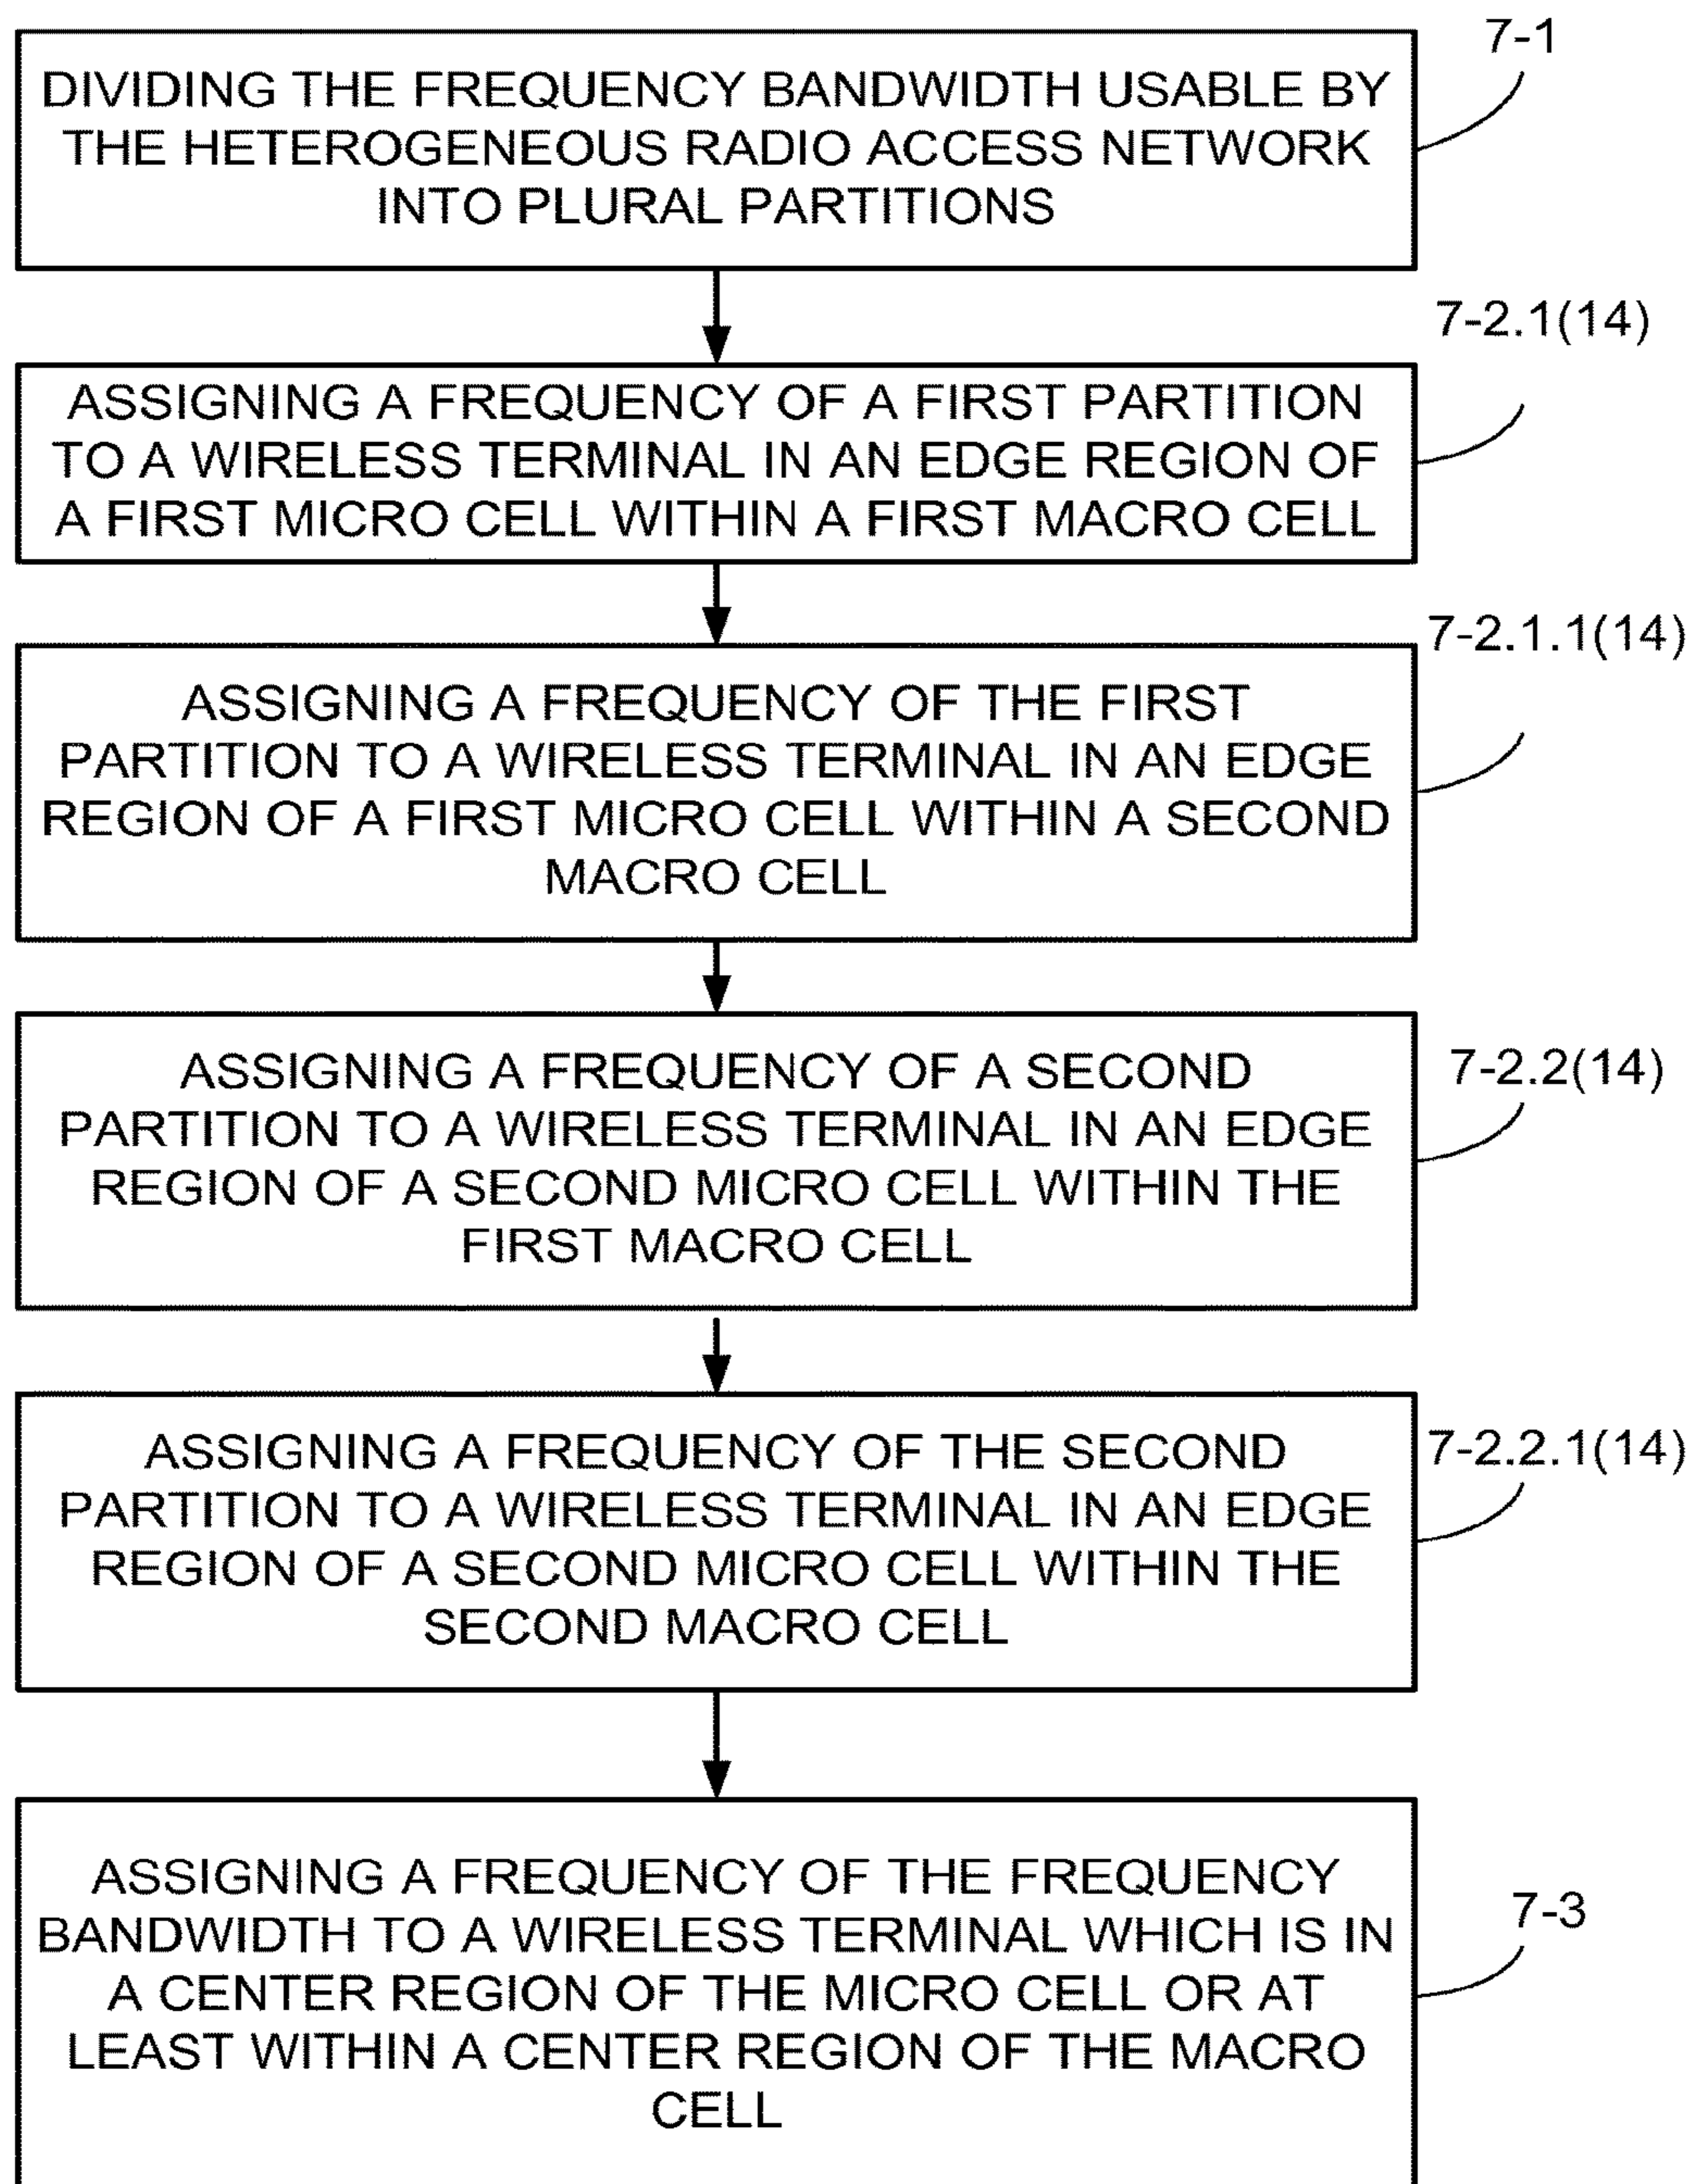 7-1
DIVIDING THE FREQUENCY BANDWIDTH USABLE BY
THE HETEROGENEOUS RADIO ACCESS NETWORK
INTO PLURAL PARTITIONS
7-2.1(14)
ASSIGNING A FREQUENCY OF A FIRST PARTITION
TO A WIRELESS TERMINAL IN AN EDGE REGION OF
A FIRST MICRO CELL WITHIN A FIRST MACRO CELL
7-2.1.1(14)
ASSIGNING A FREQUENCY OF THE FIRST
PARTITION TO A WIRELESS TERMINAL IN AN EDGE
REGION OF A FIRST MICRO CELL WITHIN A SECOND
MACRO CELL
7-2.2(14)
ASSIGNING A FREQUENCY OF A SECOND
PARTITION TO A WIRELESS TERMINAL IN AN EDGE
REGION OF A SECOND MICRO CELL WITHIN THE
FIRST MACRO CELL
7-2.2.1(14)
ASSIGNING A FREQUENCY OF THE SECOND
PARTITION TO A WIRELESS TERMINAL IN AN EDGE
REGION OF A SECOND MICRO CELL WITHIN THE
SECOND MACRO CELL
7-3
ASSIGNING A FREQUENCY OF THE FREQUENCY
BANDWIDTH TO A WIRELESS TERMINAL WHICH IS IN
A CENTER REGION OF THE MICRO CELL OR AT
LEAST WITHIN A CENTER REGION OF THE MACRO
CELL